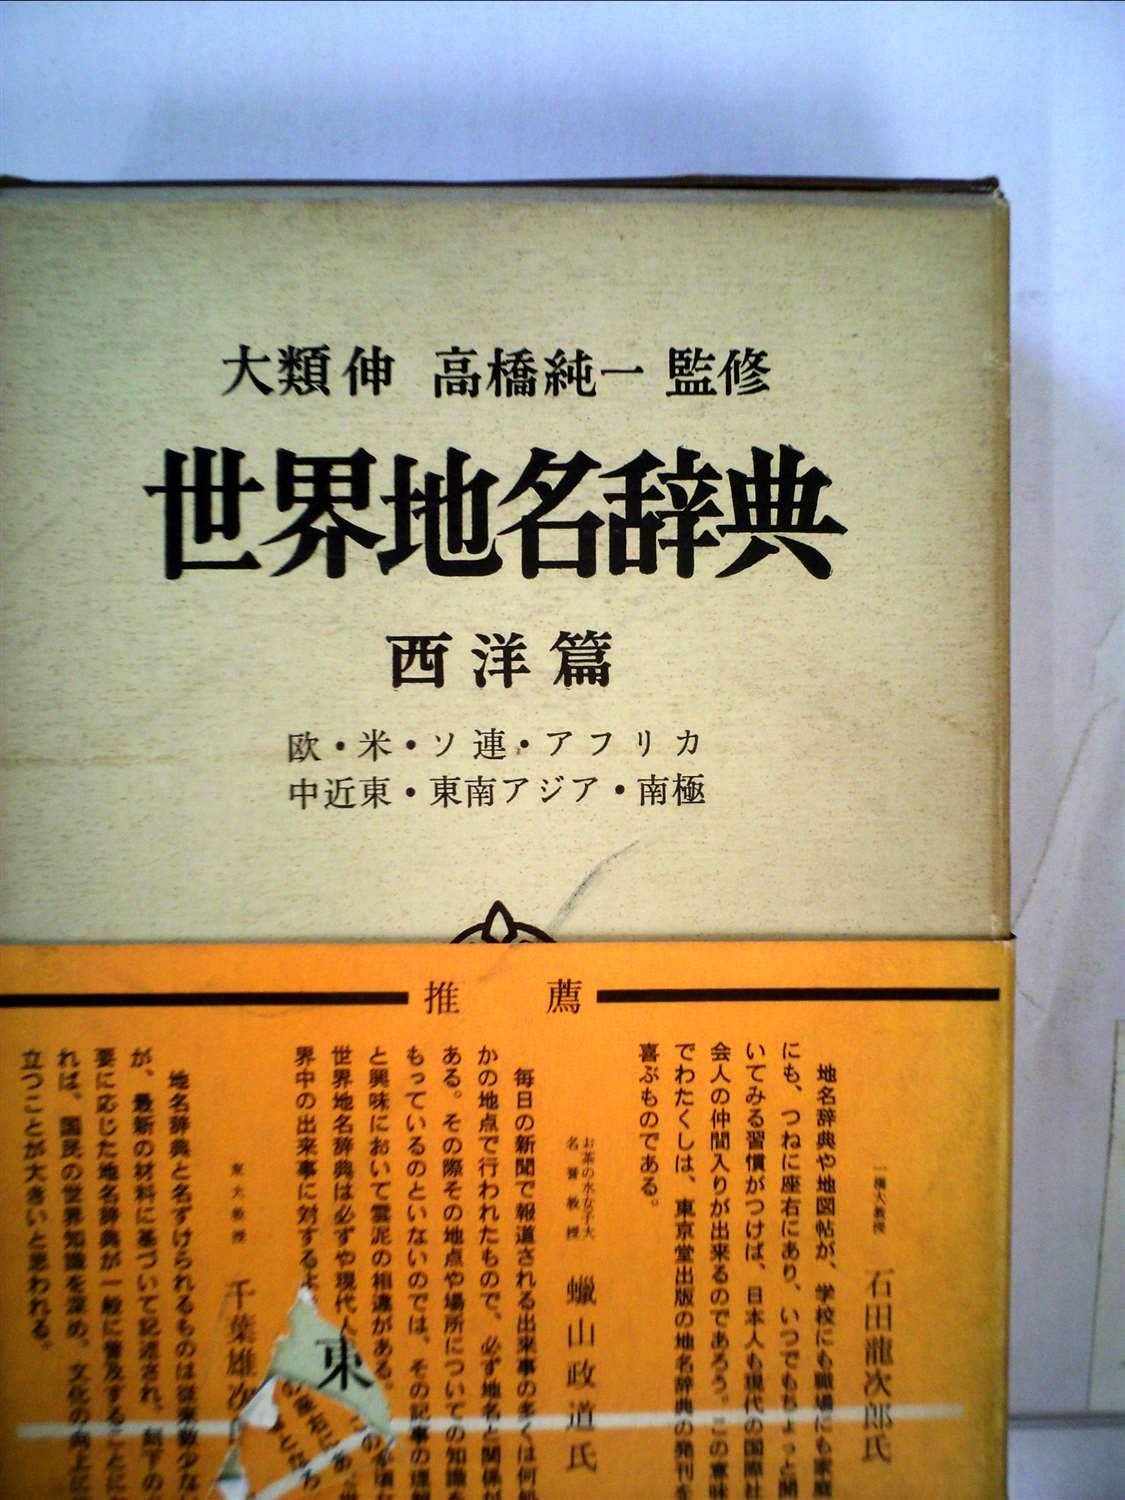 大類伸 高橋純一 監修
世界地名辞典
西洋篇
欧・米・ソ連・アフリカ
中近東・東南アジア・南極
推 薦
一橋大教授 石田龍次郎氏
地名辞典や地図帖が、学校にも職場にも家庭
にも、つねに座右にあり、いつでもちょっと開
いてみる習慣がつけば、日本人も現代の国際社
会人の仲間入りが出来るのであろう。この意味
でわたくしは、東京堂出版の地名辞典の発刊を
喜ぶものである。
お茶の水女子大
名誉教授 蠟山政道氏
毎日の新聞で報道される出来事の多くは何処
かの地点で行われたもので、必ず地名と関係が
ある。その際その地点や場所についての知識を
もっているのといないのでは、その記事の理解
と興味において雲泥の相違がある。
世界地名辞典は必ずや現代人
界中の出来事に対するよ
東大教授 千葉雄次
地名辞典と名ずけられるものは従来数少ない
が、最新の材料に基づいて記述され、刻下の
要に応じた地名辞典が一般に普及することに
れば、国民の世界知識を深め、文化の向上に
立つことが大きいと思われる。
東